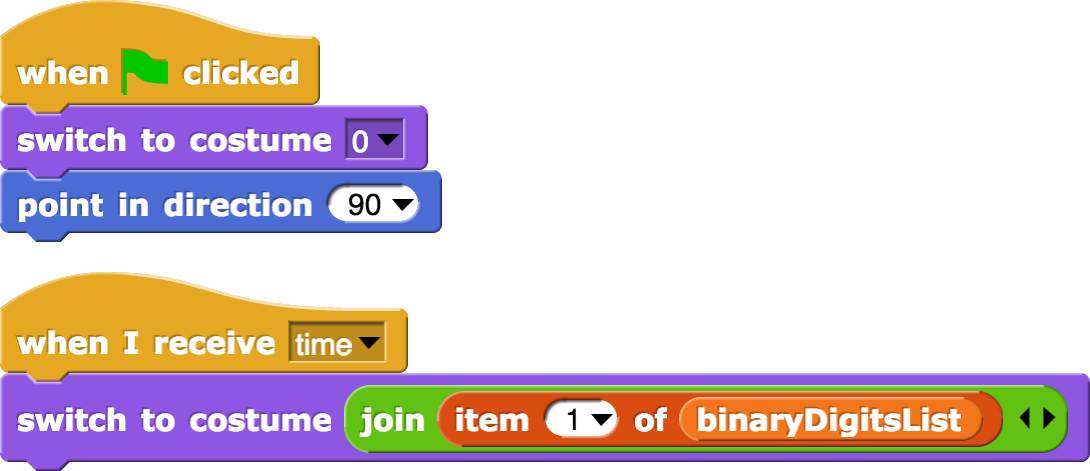 when clicked
switch to costume 0
point in direction 90
when I receive time
switch to costume join item 1 of binaryDigitsList